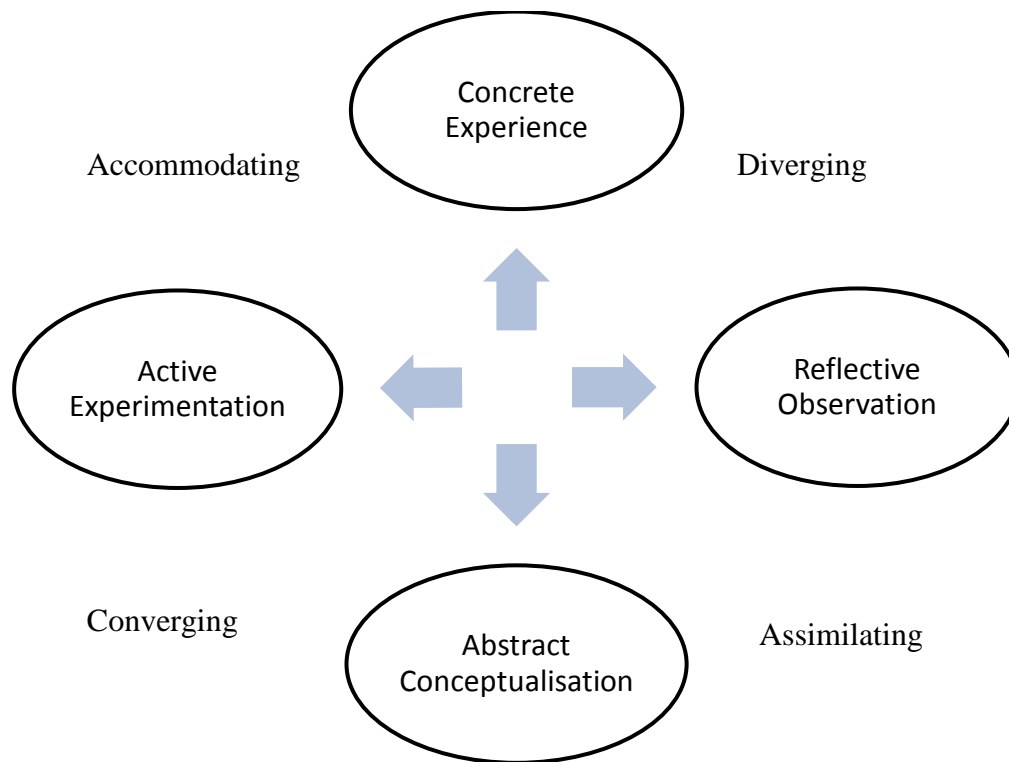 Concrete
Experience
Accommodating
Diverging
Active
Experimentation
Reflective
Observation
Converging
Abstract
Conceptualisation
Assimilating